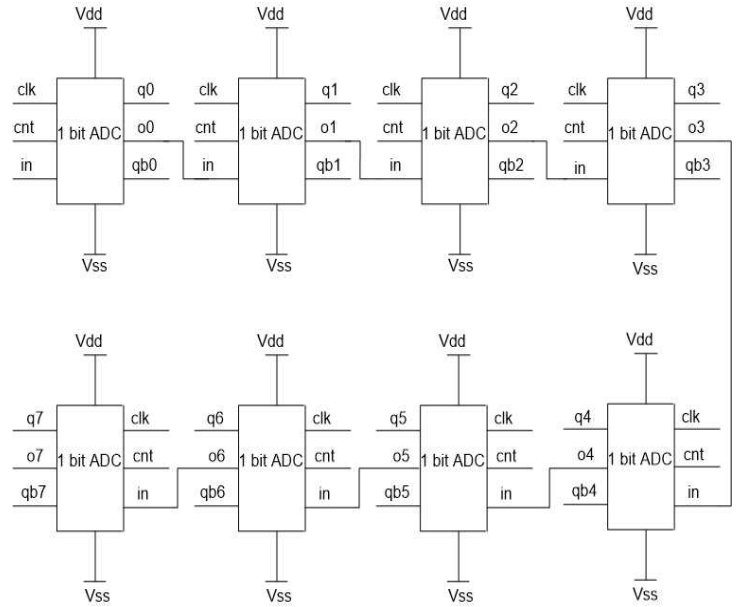 Vdd Vdd Vdd Vdd
clk q0 clk q1 clk q2 clk q3
cnt 1 bit ADC o0 cnt 1 bit ADC o1 cnt 1 bit ADC o2 cnt 1 bit ADC o3
in qb0 in qb1 in qb2 in qb3
Vss Vss Vss Vss
Vdd Vdd Vdd Vdd
q7 clk q6 clk q5 clk q4 clk
o7 1 bit ADC cnt o6 1 bit ADC cnt o5 1 bit ADC cnt o4 1 bit ADC cnt
qb7 in qb6 in qb5 in qb4 in
Vss Vss Vss Vss